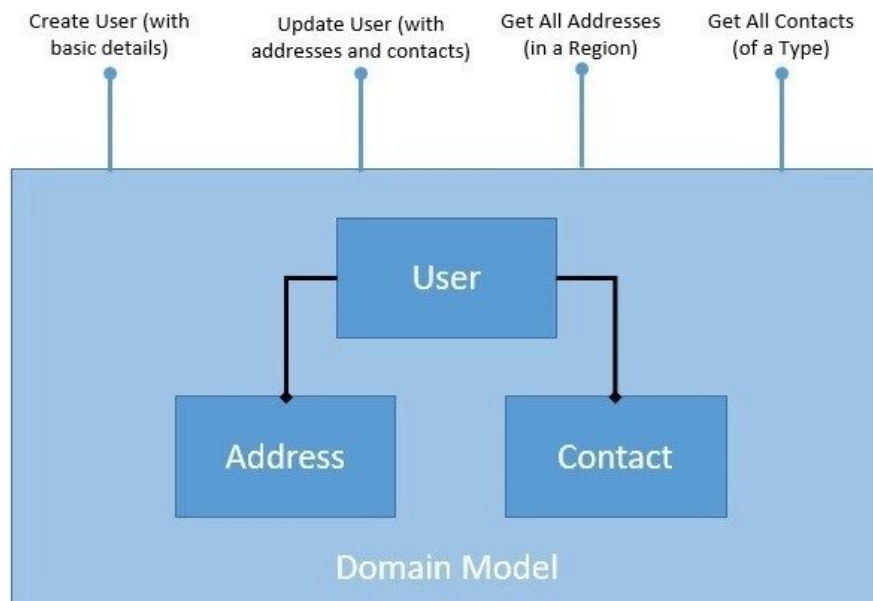 Create User (with
basic details)
Update User (with
addresses and contacts)
Get All Addresses
(in a Region)
Get All Contacts
(of a Type)
User
Address
Contact
Domain Model